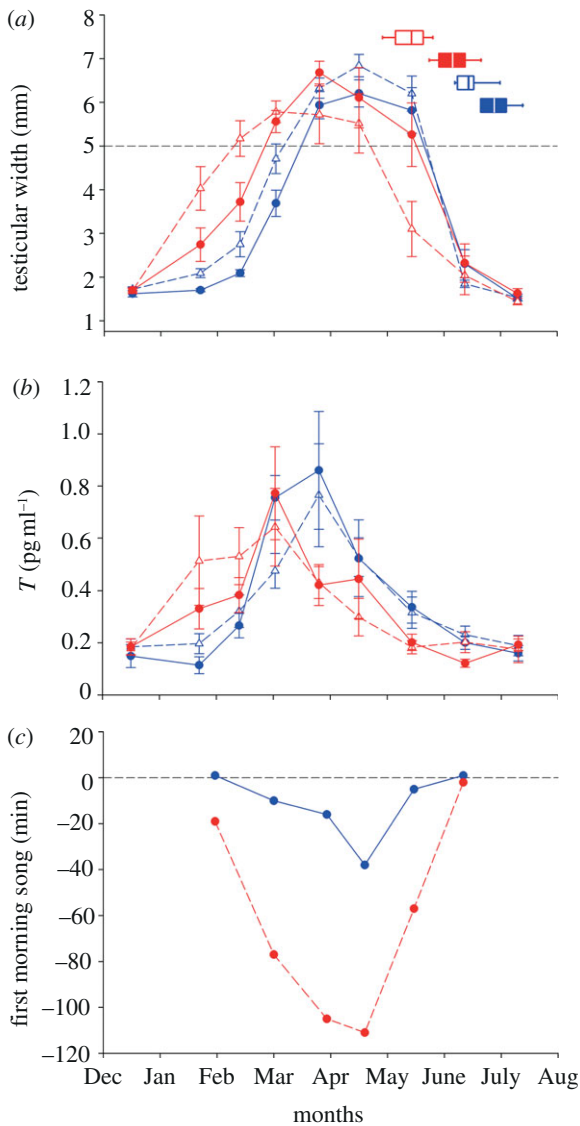 (a)
8
7
6
5
4
3
2
1
testicular width (mm)
(b)
1.2
1.0
0.8
0.6
0.4
0.2
0
T (pg ml⁻¹)
(c)
20
0
−20
−40
−60
−80
−100
−120
first morning song (min)
Dec Jan Feb Mar Apr May June July Aug
months